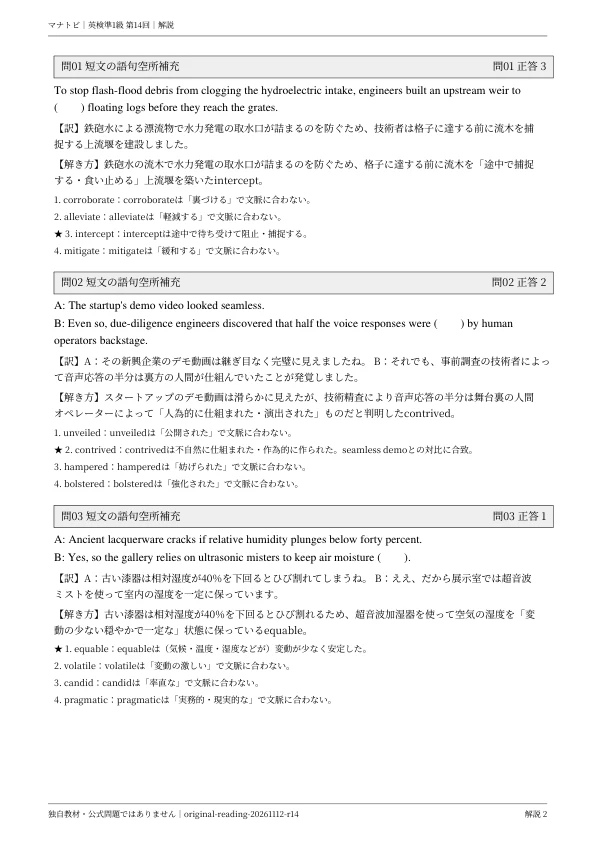 マナトビ｜英検準1級 第14回｜解説
問01 短文の語句空所補充 問01 正答 3
To stop flash-flood debris from clogging the hydroelectric intake, engineers built an upstream weir to
(　　) floating logs before they reach the grates.
【訳】鉄砲水による漂流物で水力発電の取水口が詰まるのを防ぐため、技術者は格子に達する前に流木を捕
捉する上流堰を建設しました。
【解き方】鉄砲水の流木で水力発電の取水口が詰まるのを防ぐため、格子に達する前に流木を「途中で捕捉
する・食い止める」上流堰を築いたintercept。
1. corroborate：corroborateは「裏づける」で文脈に合わない。
2. alleviate：alleviateは「軽減する」で文脈に合わない。
★ 3. intercept：interceptは途中で待ち受けて阻止・捕捉する。
4. mitigate：mitigateは「緩和する」で文脈に合わない。
問02 短文の語句空所補充 問02 正答 2
A: The startup's demo video looked seamless.
B: Even so, due-diligence engineers discovered that half the voice responses were (　　) by human
operators backstage.
【訳】A：その新興企業のデモ動画は継ぎ目なく完璧に見えましたね。 B：それでも、事前調査の技術者によっ
て音声応答の半分は裏方の人間が仕組んでいたことが発覚しました。
【解き方】スタートアップのデモ動画は滑らかに見えたが、技術精査により音声応答の半分は舞台裏の人間
オペレーターによって「人為的に仕組まれた・演出された」ものだと判明したcontrived。
1. unveiled：unveiledは「公開された」で文脈に合わない。
★ 2. contrived：contrivedは不自然に仕組まれた・作為的に作られた。seamless demoとの対比に合致。
3. hampered：hamperedは「妨げられた」で文脈に合わない。
4. bolstered：bolsteredは「強化された」で文脈に合わない。
問03 短文の語句空所補充 問03 正答 1
A: Ancient lacquerware cracks if relative humidity plunges below forty percent.
B: Yes, so the gallery relies on ultrasonic misters to keep air moisture (　　).
【訳】A：古い漆器は相対湿度が40%を下回るとひび割れてしまうね。 B：ええ、だから展示室では超音波
ミストを使って室内の湿度を一定に保っています。
【解き方】古い漆器は相対湿度が40%を下回るとひび割れるため、超音波加湿器を使って空気の湿度を「変
動の少ない穏やかで一定な」状態に保っているequable。
★ 1. equable：equableは（気候・温度・湿度などが）変動が少なく安定した。
2. volatile：volatileは「変動の激しい」で文脈に合わない。
3. candid：candidは「率直な」で文脈に合わない。
4. pragmatic：pragmaticは「実務的・現実的な」で文脈に合わない。
独自教材・公式問題ではありません｜original-reading-20261112-r14 解説 2